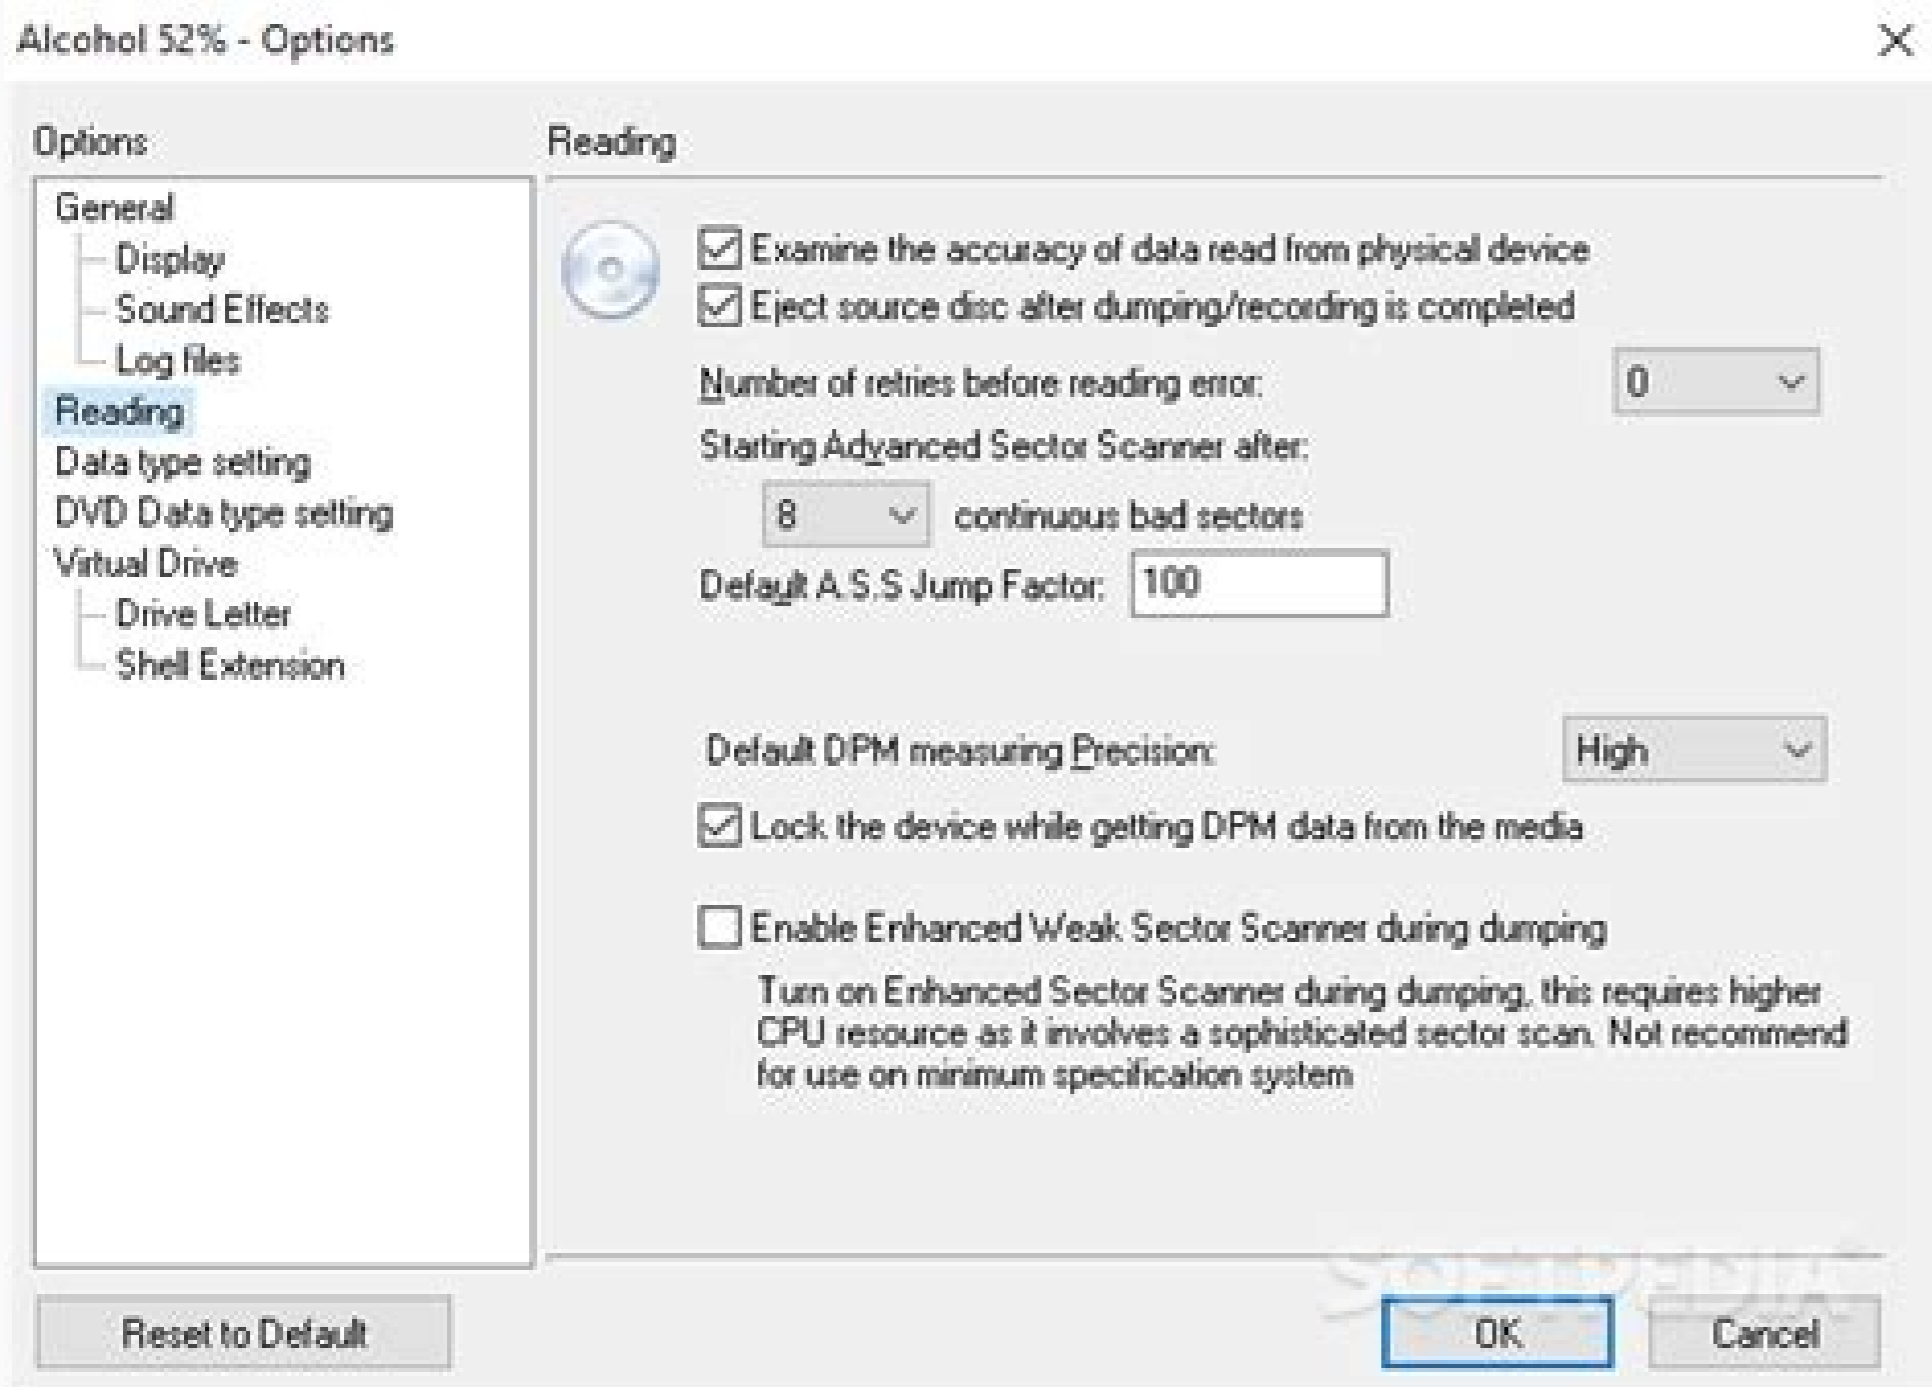 Alcohol 52% - Options
Options
General
Display
Sound Effects
Log files
Reading
Data type setting
DVD Data type setting
Virtual Drive
Drive Letter
Shell Extension
Reading
Examine the accuracy of data read from physical device
Eject source disc after dumping/recording is completed
Number of retries before reading error: 0
Starting Advanced Sector Scanner after:
8 continuous bad sectors
Default A.S.S Jump Factor: 100
Default DPM measuring Precision: High
Lock the device while getting DPM data from the media
Enable Enhanced Weak Sector Scanner during dumping
Turn on Enhanced Sector Scanner during dumping, this requires higher
CPU resource as it involves a sophisticated sector scan. Not recommend
for use on minimum specification system
SOFTPEDIA
Reset to Default
OK
Cancel